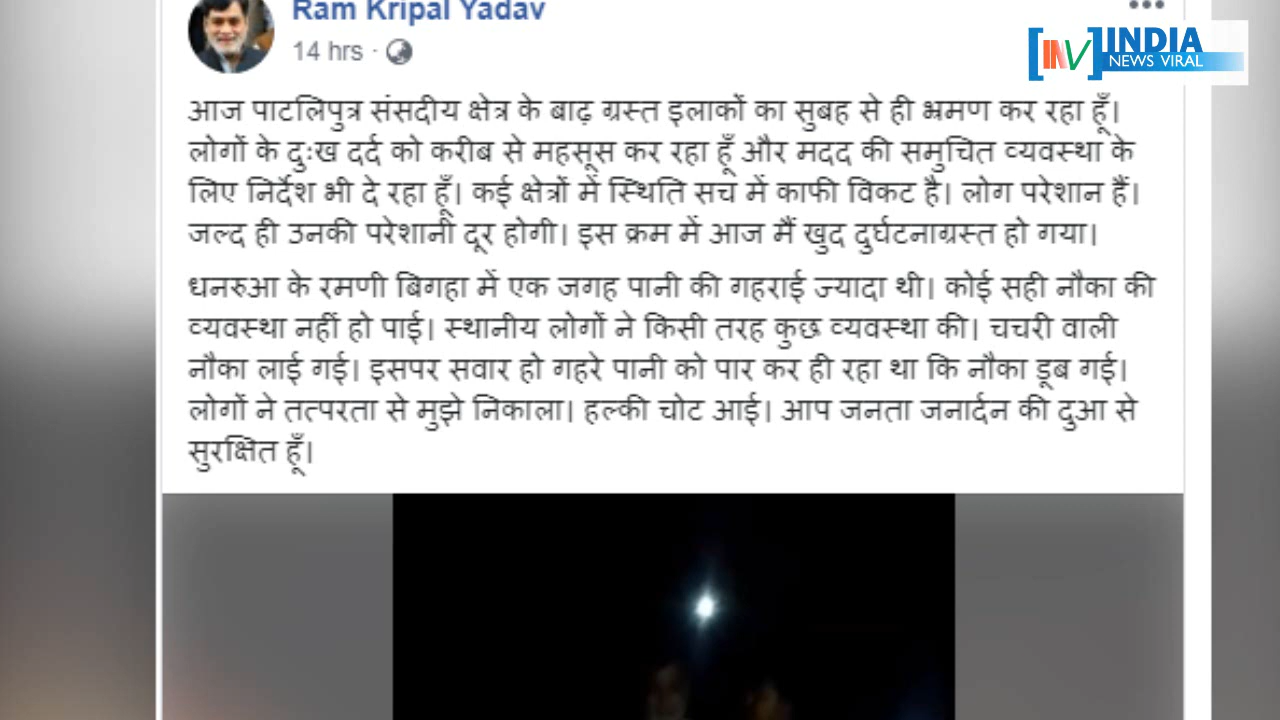 Ram Kripal Yadav
14 hrs ·
[INV] INDIA
NEWS VIRAL
आज पाटलिपुत्र संसदीय क्षेत्र के बाढ़ ग्रस्त इलाकों का सुबह से ही भ्रमण कर रहा हूँ।
लोगों के दुःख दर्द को करीब से महसूस कर रहा हूँ और मदद की समुचित व्यवस्था के
लिए निर्देश भी दे रहा हूँ। कई क्षेत्रों में स्थिति सच में काफी विकट है। लोग परेशान हैं।
जल्द ही उनकी परेशानी दूर होगी। इस क्रम में आज मैं खुद दुर्घटनाग्रस्त हो गया।
धनरुआ के रमणी बिगहा में एक जगह पानी की गहराई ज्यादा थी। कोई सही नौका की
व्यवस्था नहीं हो पाई। स्थानीय लोगों ने किसी तरह कुछ व्यवस्था की। चचरी वाली
नौका लाई गई। इसपर सवार हो गहरे पानी को पार कर ही रहा था कि नौका डूब गई।
लोगों ने तत्परता से मुझे निकाला। हल्की चोट आई। आप जनता जनार्दन की दुआ से
सुरक्षित हूँ।